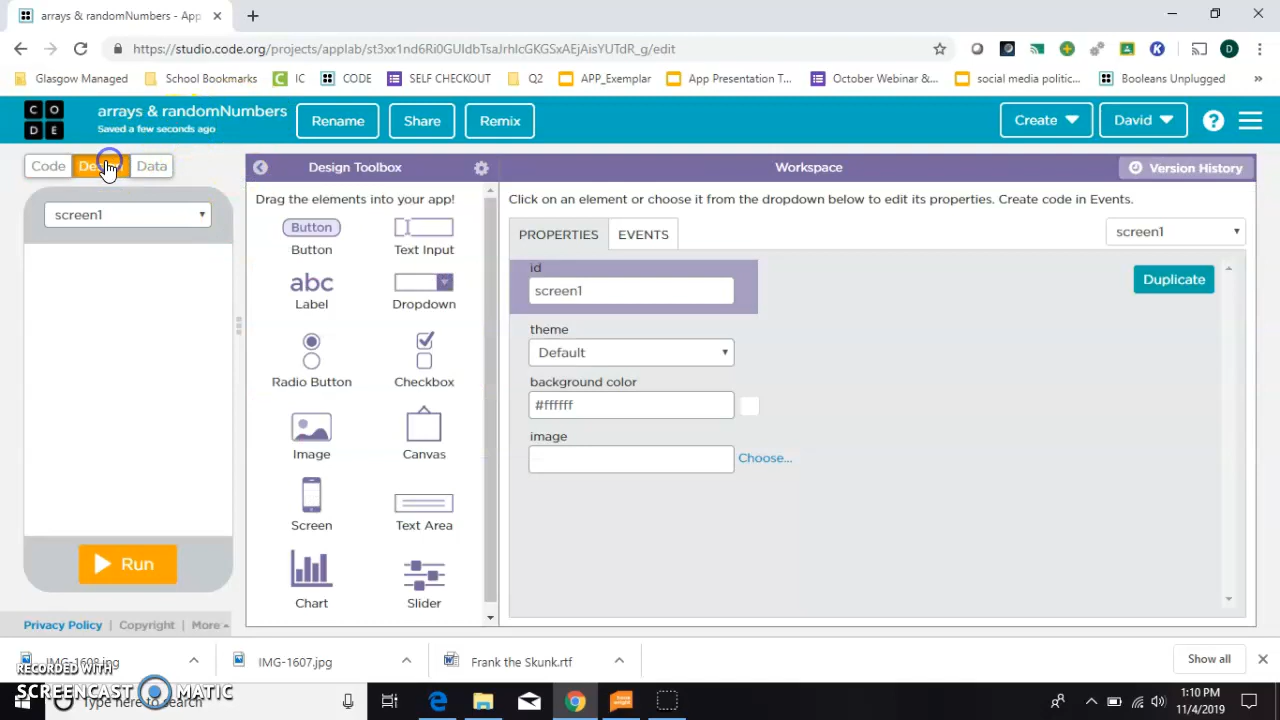 arrays & randomNumbers - App
https://studio.code.org/projects/applab/st3xr1nd6Ri0GUIdbTsaJrhlcGKGSxAEjAisYUTdR_g/edit
Glasgow Managed
School Bookmarks
IC
CODE
SELF CHECKOUT
Q2
APP_Exemplar
App Presentation T...
October Webinar &...
social media politic...
Booleans Unplugged
»
C O
D E
arrays & randomNumbers
Saved a few seconds ago
Rename
Share
Remix
Create
David
?
Code
Data
Design Toolbox
Workspace
Version History
screen1
Drag the elements into your app!
Button
Button
Text Input
abc
Label
Dropdown
Radio Button
Checkbox
Image
Canvas
Screen
Text Area
Chart
Slider
Click on an element or choose it from the dropdown below to edit its properties. Create code in Events.
PROPERTIES
EVENTS
screen1
id
screen1
Duplicate
theme
Default
background color
#ffffff
image
Choose...
Run
Privacy Policy | Copyright | More
IMG-1607.jpg
Frank the Skunk.rtf
Show all
RECORDED WITH
SCREENCAST MATIC
Type here to search
1:10 PM
11/4/2019